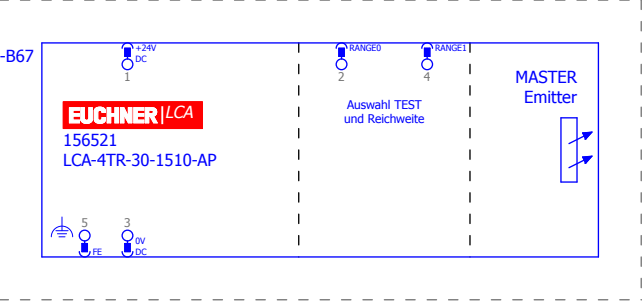 -B67
+24V
DC
1
RANGE0
2
RANGE1
4
MASTER
Emitter
EUCHNER|LCA
156521
LCA-4TR-30-1510-AP
Auswahl TEST
und Reichweite
5
FE
3
0V
DC